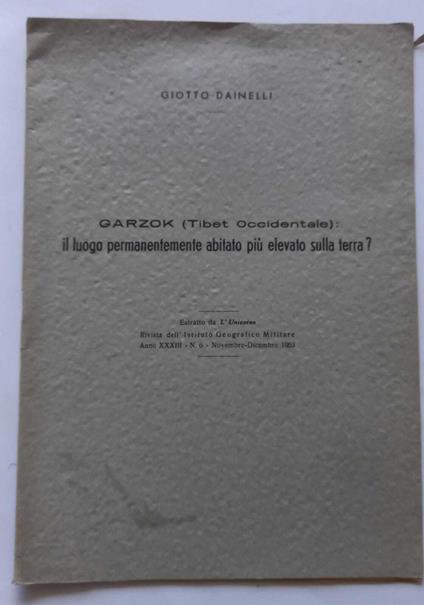 GIOTTO DAINELLI
GARZOK (Tibet Occidentale):
il luogo permanentemente abitato più elevato sulla terra?
Estratto da L'Universo
Rivista dell'Istituto Geografico Militare
Anno XXXIII - N. 6 - Novembre-Dicembre 1953